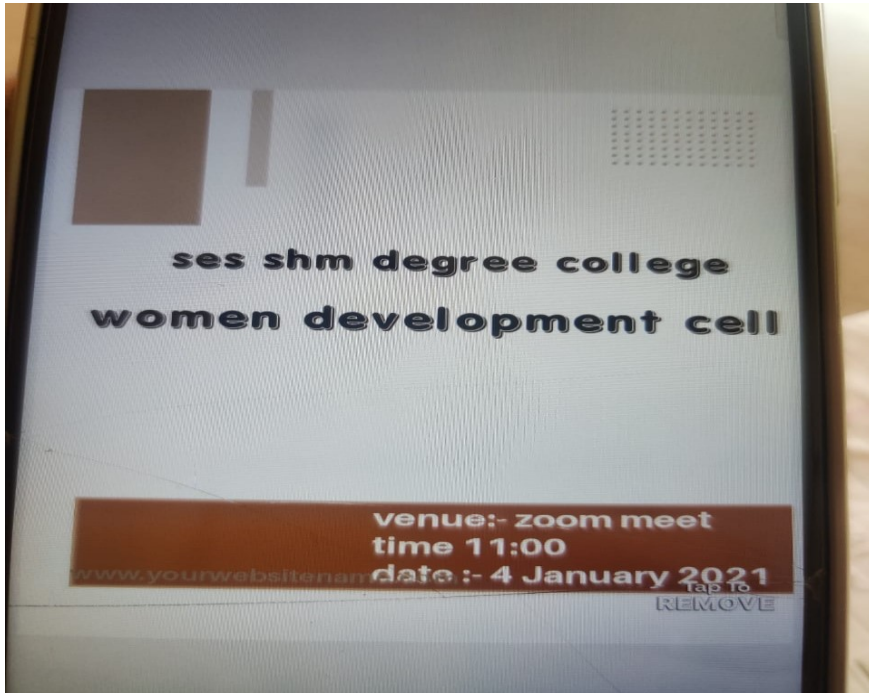 ses shm degree college
women development cell
venue:- zoom meet
time 11:00
www.yourwebsitename.com
date :- 4 January 2021
Tap To
REMOVE